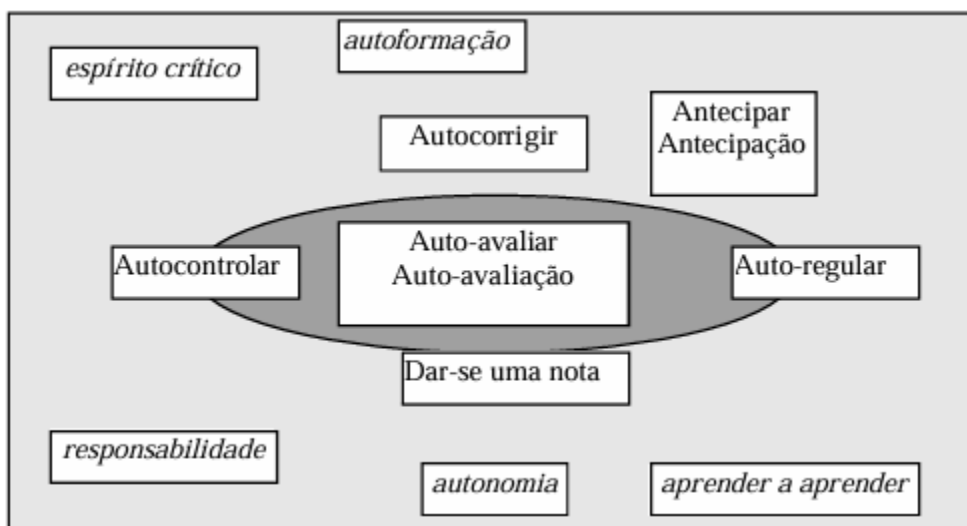 autoformação
espírito crítico
Autocorrigir
Antecipar
Antecipação
Auto-avaliar
Auto-avaliação
Autocontrolar
Auto-regular
Dar-se uma nota
responsabilidade
autonomia
aprender a aprender